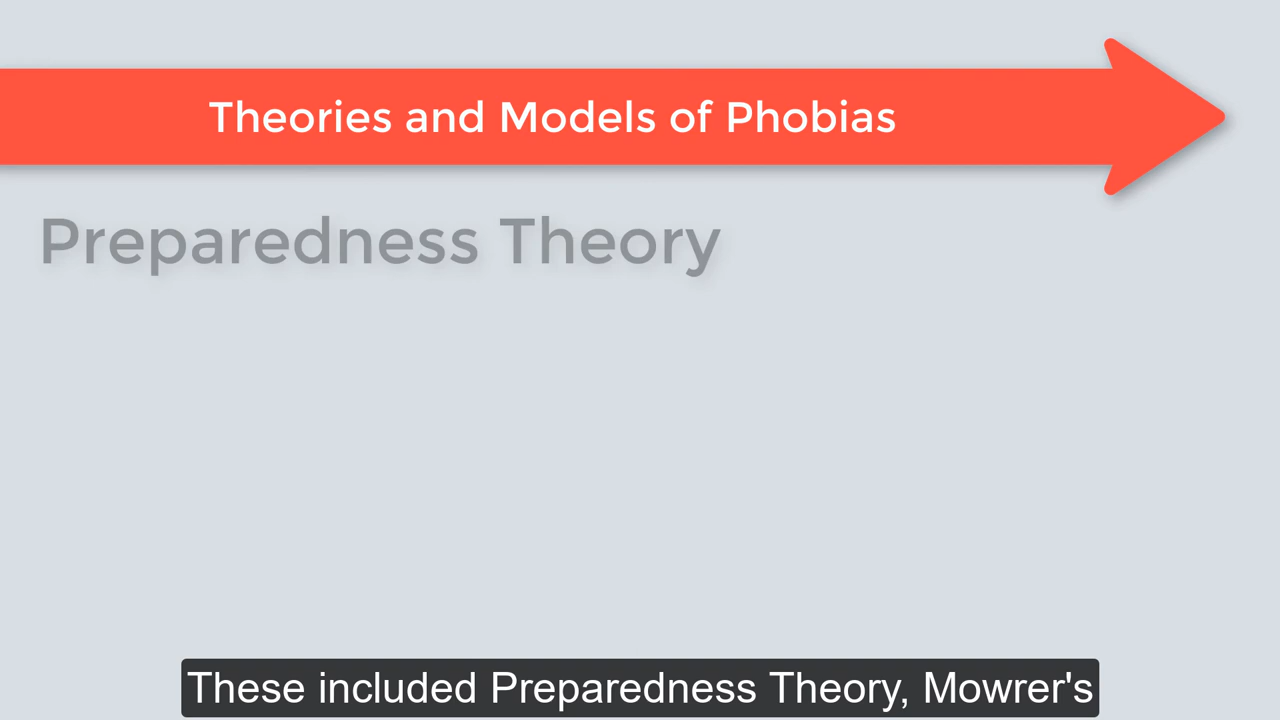 Theories and Models of Phobias
Preparedness Theory
These included Preparedness Theory, Mowrer's